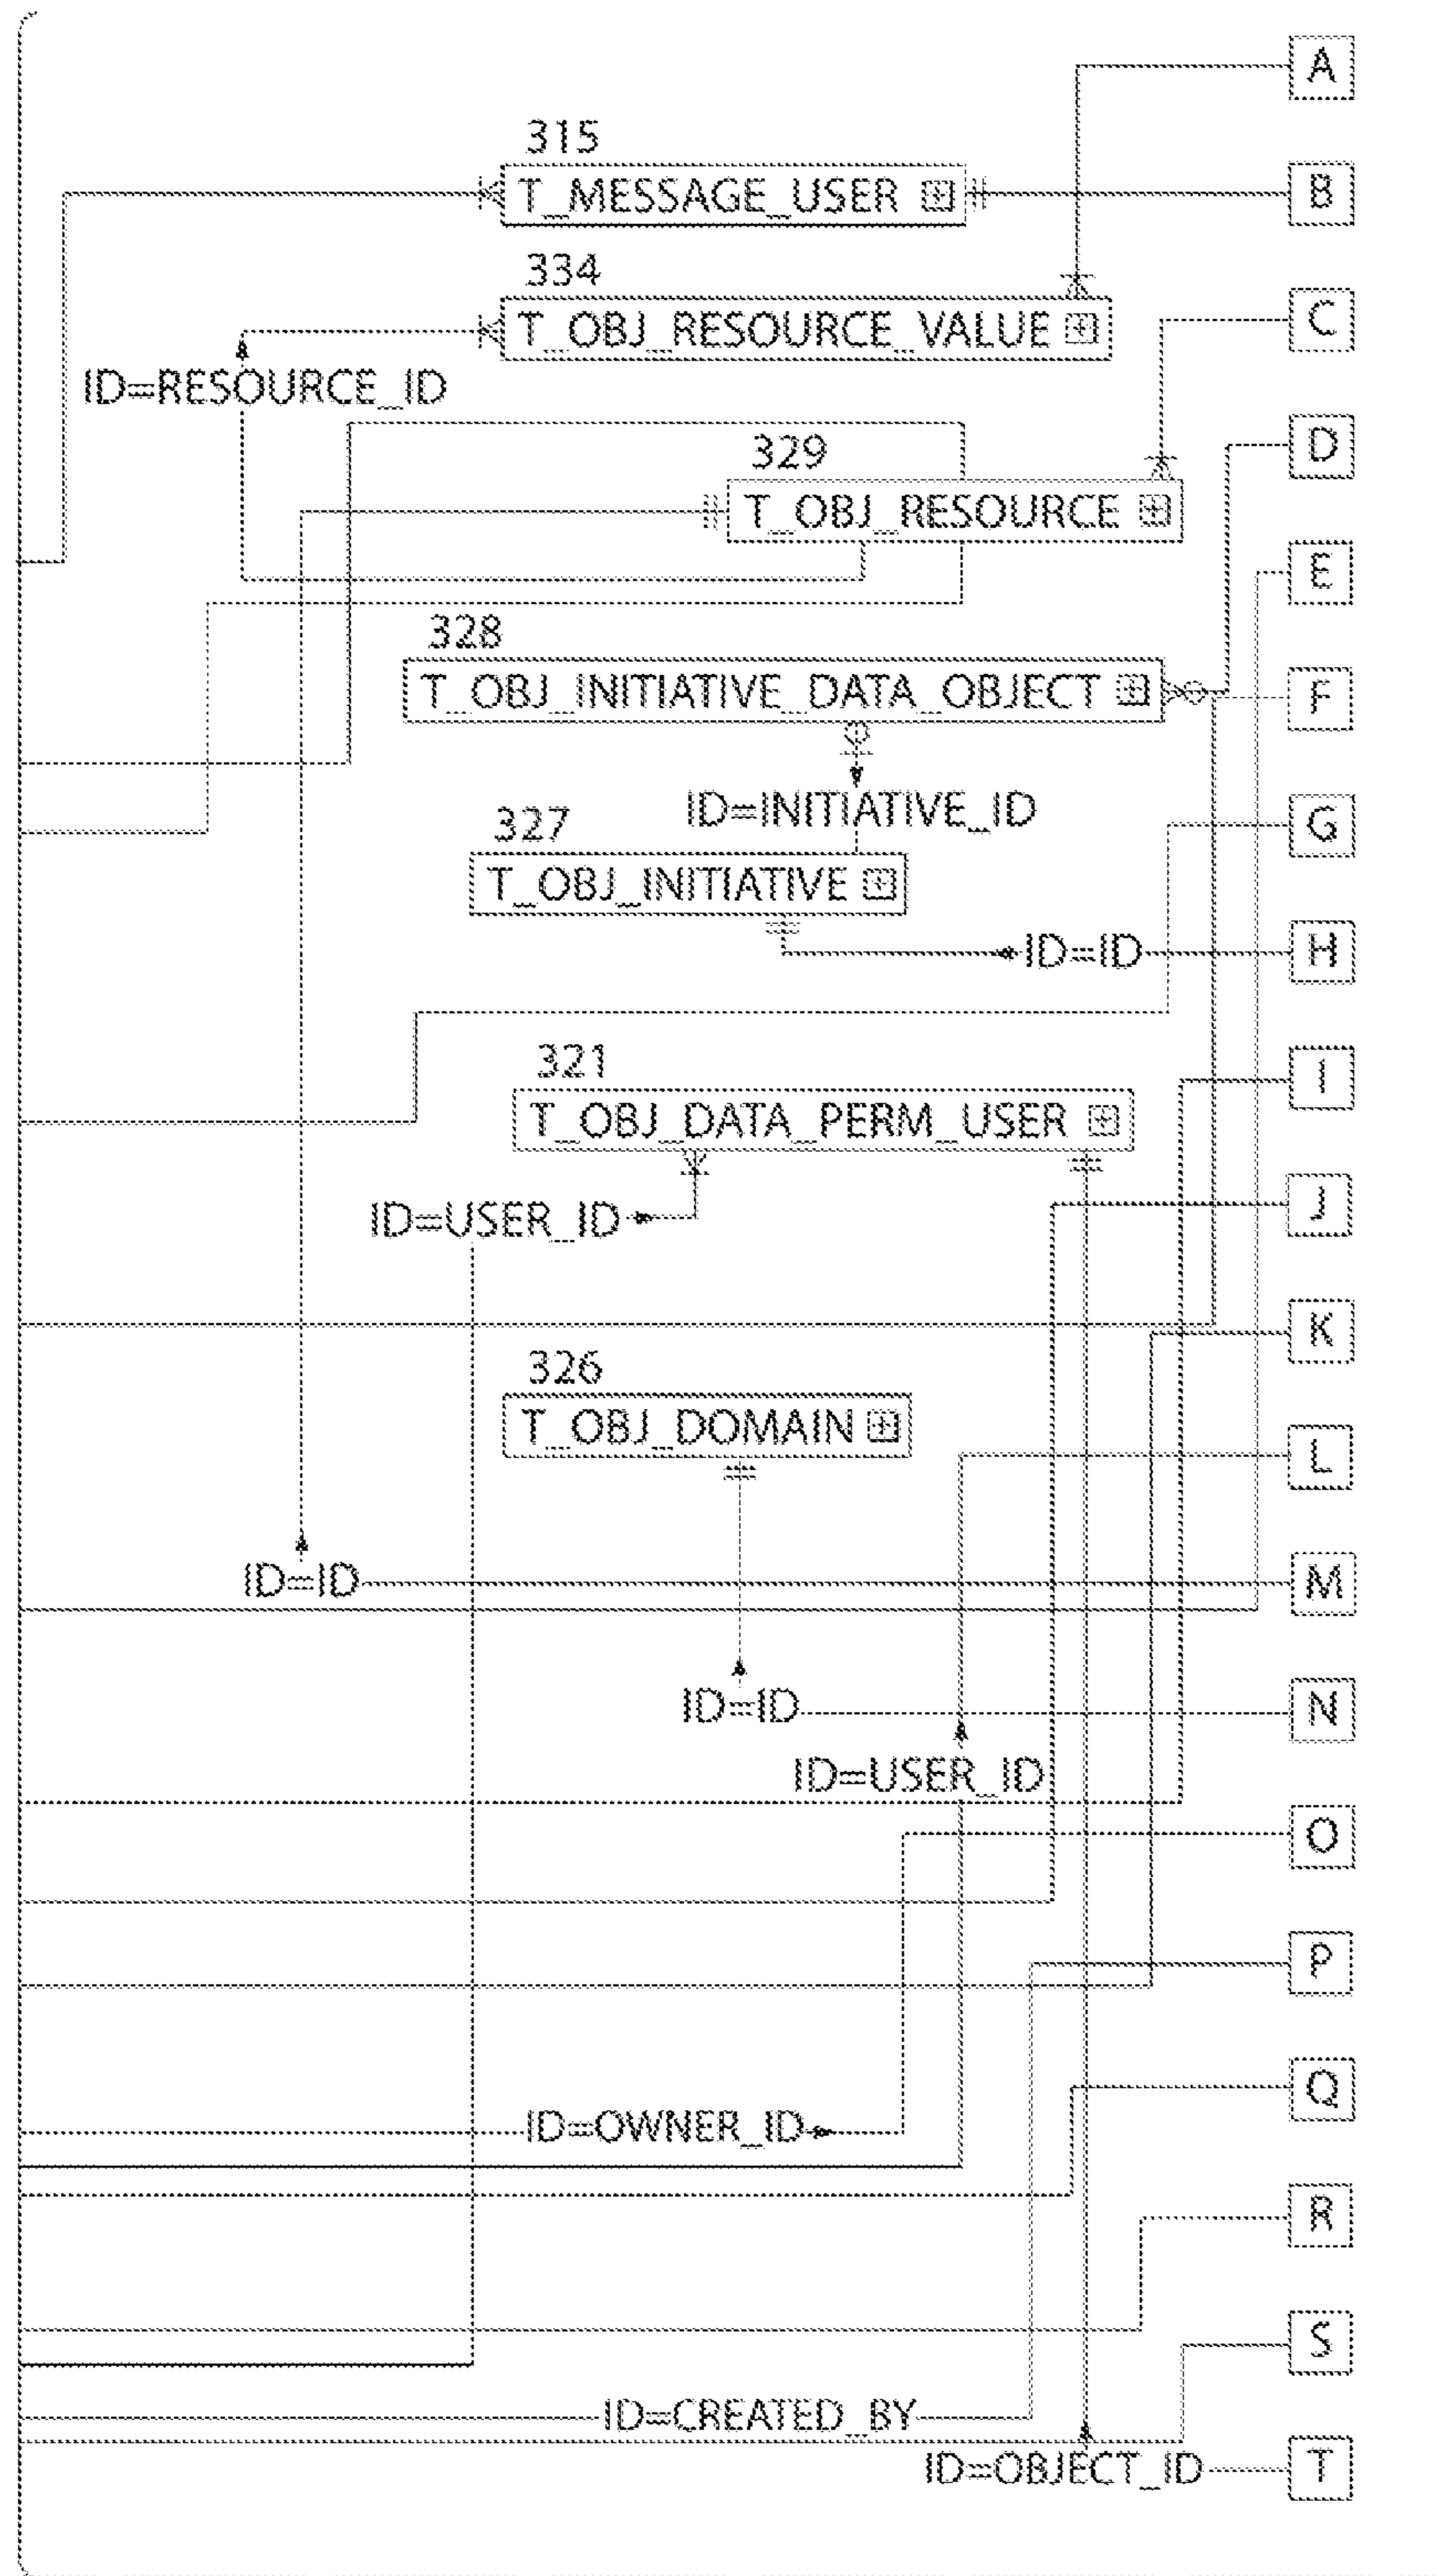 A
315
T_MESSAGE_USER
B
334
T_OBJ_RESOURCE_VALUE
C
ID=RESOURCE_ID
329
D
T_OBJ_RESOURCE
E
328
T_OBJ_INITIATIVE_DATA_OBJECT
F
ID=INITIATIVE_ID
327
G
T_OBJ_INITIATIVE
ID=ID
H
321
I
T_OBJ_DATA_PERM_USER
J
ID=USER_ID
K
326
T_OBJ_DOMAIN
L
ID=ID
M
ID=ID
N
ID=USER_ID
O
P
Q
ID=OWNER_ID
R
S
ID=CREATED_BY
ID=OBJECT_ID
T